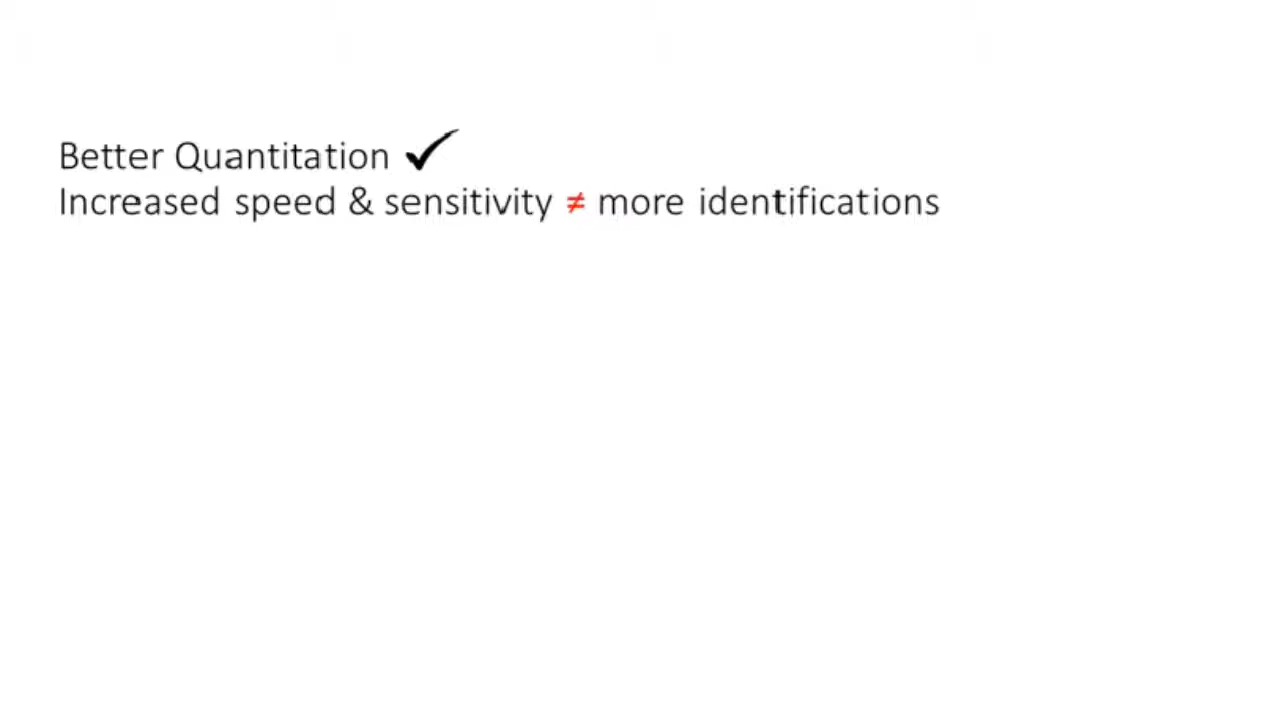 Better Quantitation ✓
Increased speed & sensitivity ≠ more identifications